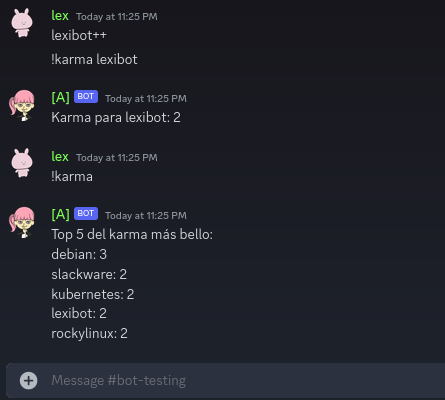 lex Today at 11:25 PM
lexibot++
!karma lexibot
[A] BOT Today at 11:25 PM
Karma para lexibot: 2
lex Today at 11:25 PM
!karma
[A] BOT Today at 11:25 PM
Top 5 del karma más bello:
debian: 3
slackware: 2
kubernetes: 2
lexibot: 2
rockylinux: 2
Message #bot-testing